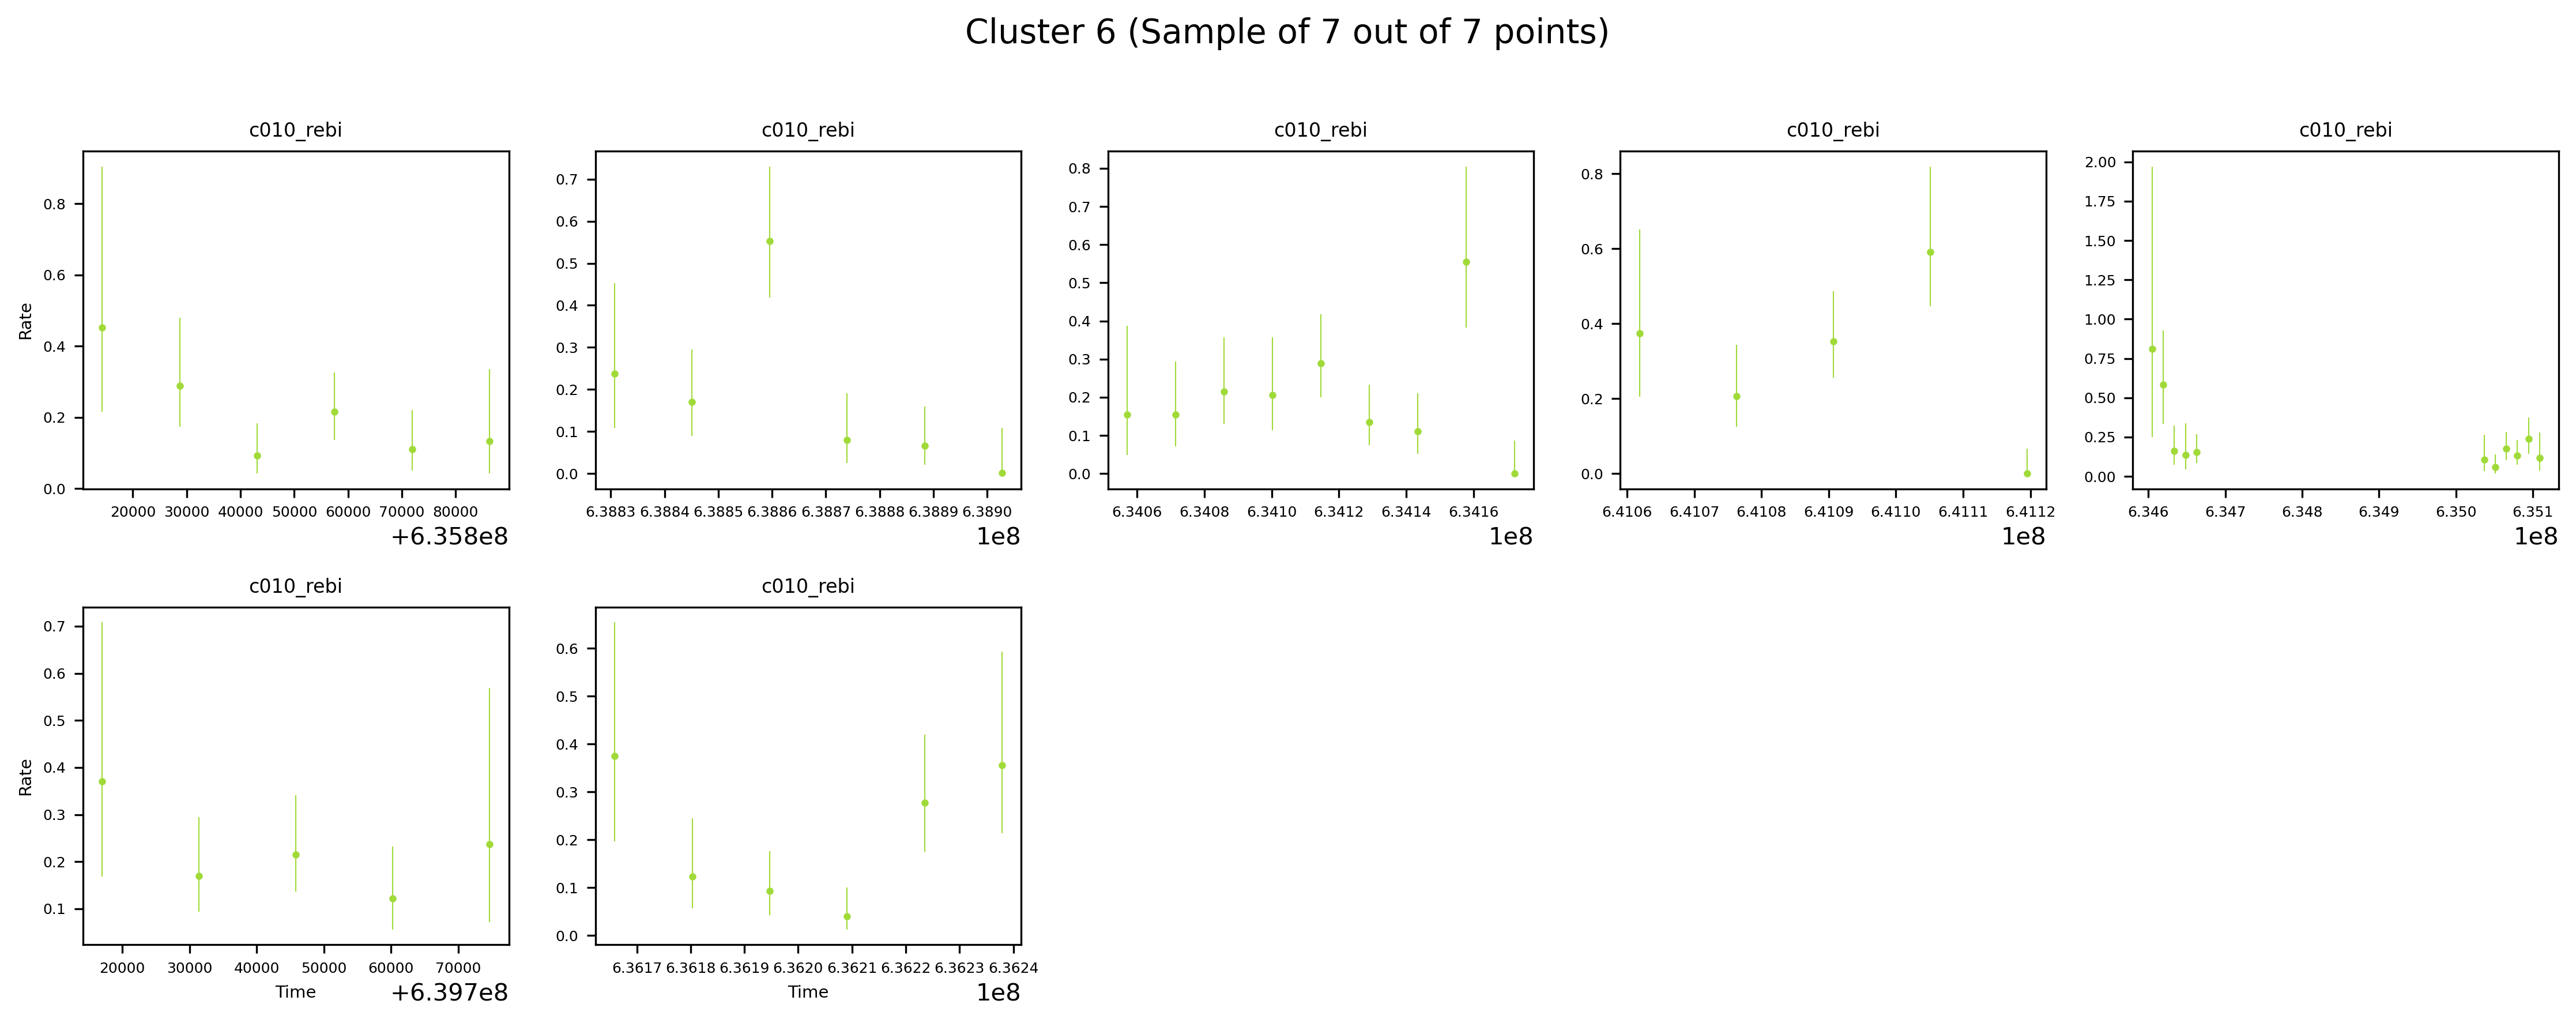 Cluster 6 (Sample of 7 out of 7 points)
c010_rebi c010_rebi c010_rebi c010_rebi c010_rebi
Rate
0.8
0.6
0.4
0.2
0.0
20000 30000 40000 50000 60000 70000 80000
+6.358e8
0.7
0.6
0.5
0.4
0.3
0.2
0.1
0.0
6.3883 6.3884 6.3885 6.3886 6.3887 6.3888 6.3889 6.3890
1e8
0.8
0.7
0.6
0.5
0.4
0.3
0.2
0.1
0.0
6.3406 6.3408 6.3410 6.3412 6.3414 6.3416
1e8
0.8
0.6
0.4
0.2
0.0
6.4106 6.4107 6.4108 6.4109 6.4110 6.4111 6.4112
1e8
2.00
1.75
1.50
1.25
1.00
0.75
0.50
0.25
0.00
6.346 6.347 6.348 6.349 6.350 6.351
1e8
c010_rebi c010_rebi
Rate
0.7
0.6
0.5
0.4
0.3
0.2
0.1
20000 30000 40000 50000 60000 70000
Time +6.397e8
0.6
0.5
0.4
0.3
0.2
0.1
0.0
6.3617 6.3618 6.3619 6.3620 6.3621 6.3622 6.3623 6.3624
Time 1e8